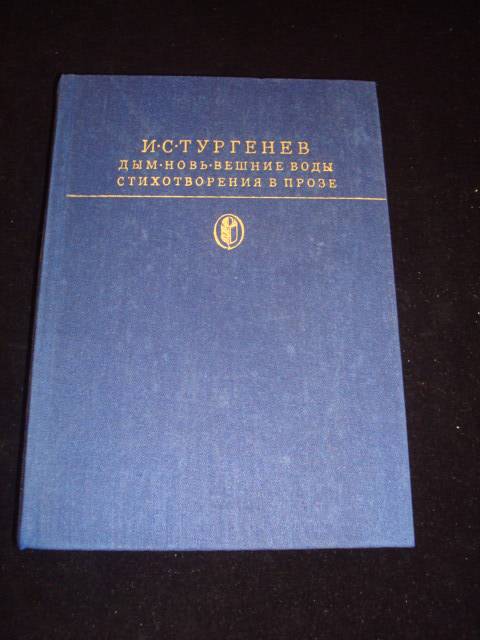 И·С·ТУРГЕНЕВ
ДЫМ·НОВЬ·ВЕШНИЕ ВОДЫ
СТИХОТВОРЕНИЯ В ПРОЗЕ